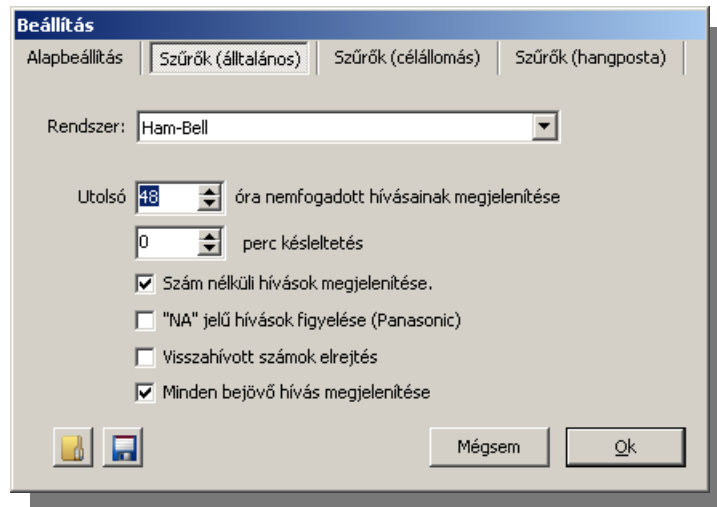 Beállítás
Alapbeállítás Szűrők (álltalános) Szűrők (célállomás) Szűrők (hangposta)
Rendszer: Ham-Bell
Utolsó 48 óra nemfogadott hívásainak megjelenítése
0 perc késleltetés
Szám nélküli hívások megjelenítése.
"NA" jelű hívások figyelése (Panasonic)
Visszahívott számok elrejtés
Minden bejövő hívás megjelenítése
Mégsem Ok